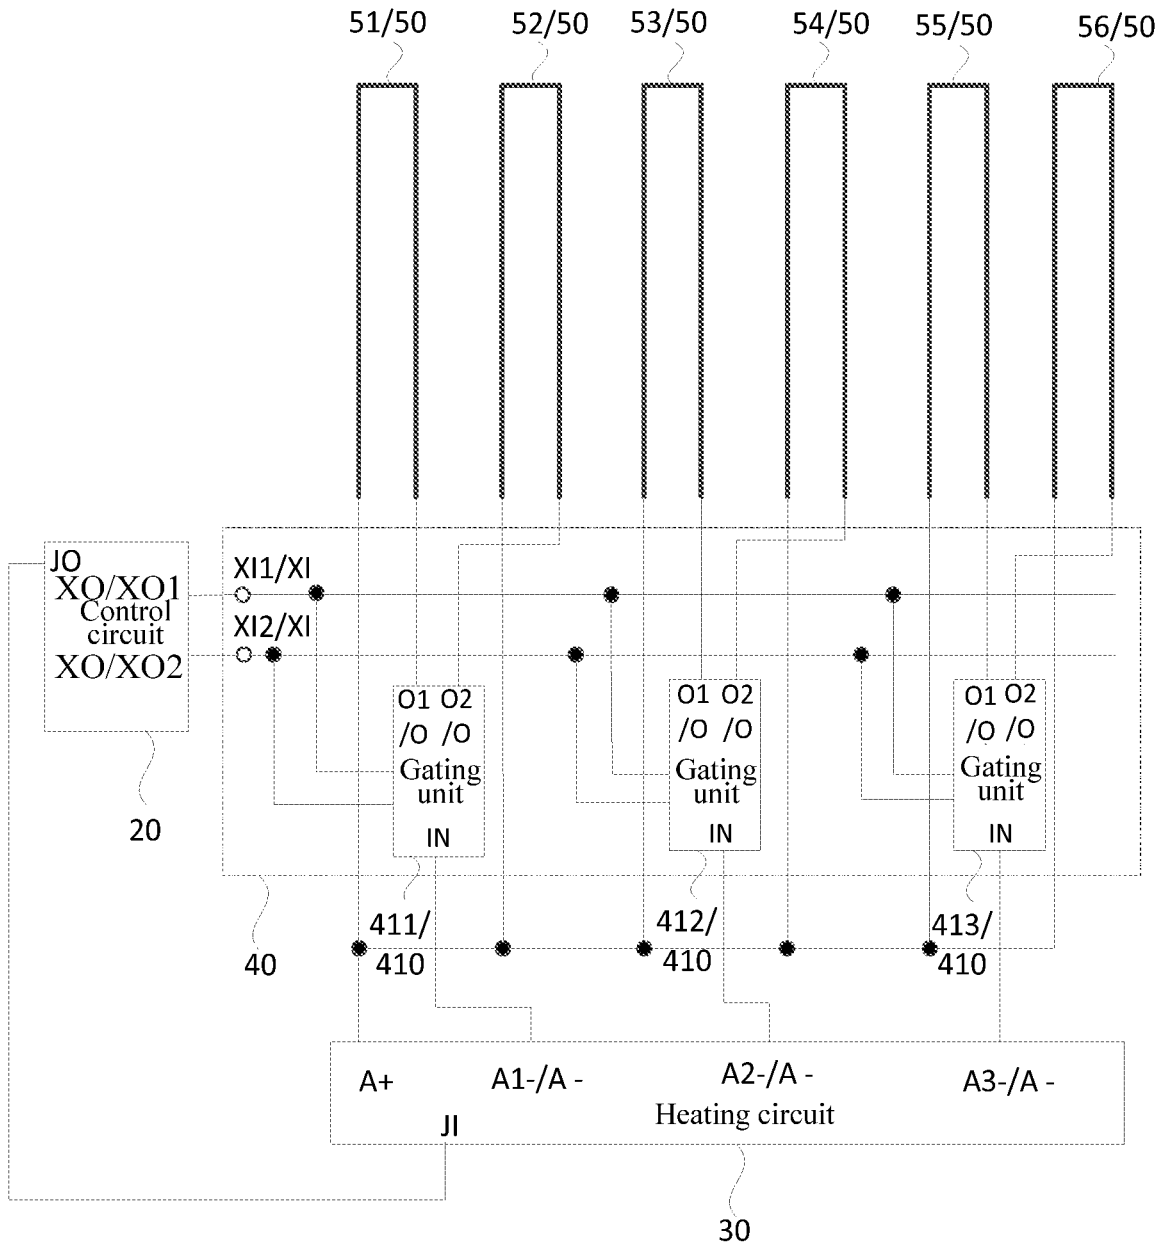 51/50 52/50 53/50 54/50 55/50 56/50
JO
XO/XO1
Control
circuit
XO/XO2
XI1/XI
XI2/XI
20
O1 O2
/O /O
Gating
unit
IN
O1 O2
/O /O
Gating
unit
IN
O1 O2
/O /O
Gating
unit
IN
40
411/
410
412/
410
413/
410
A+ A1-/A - A2-/A - A3-/A -
Heating circuit
JI
30